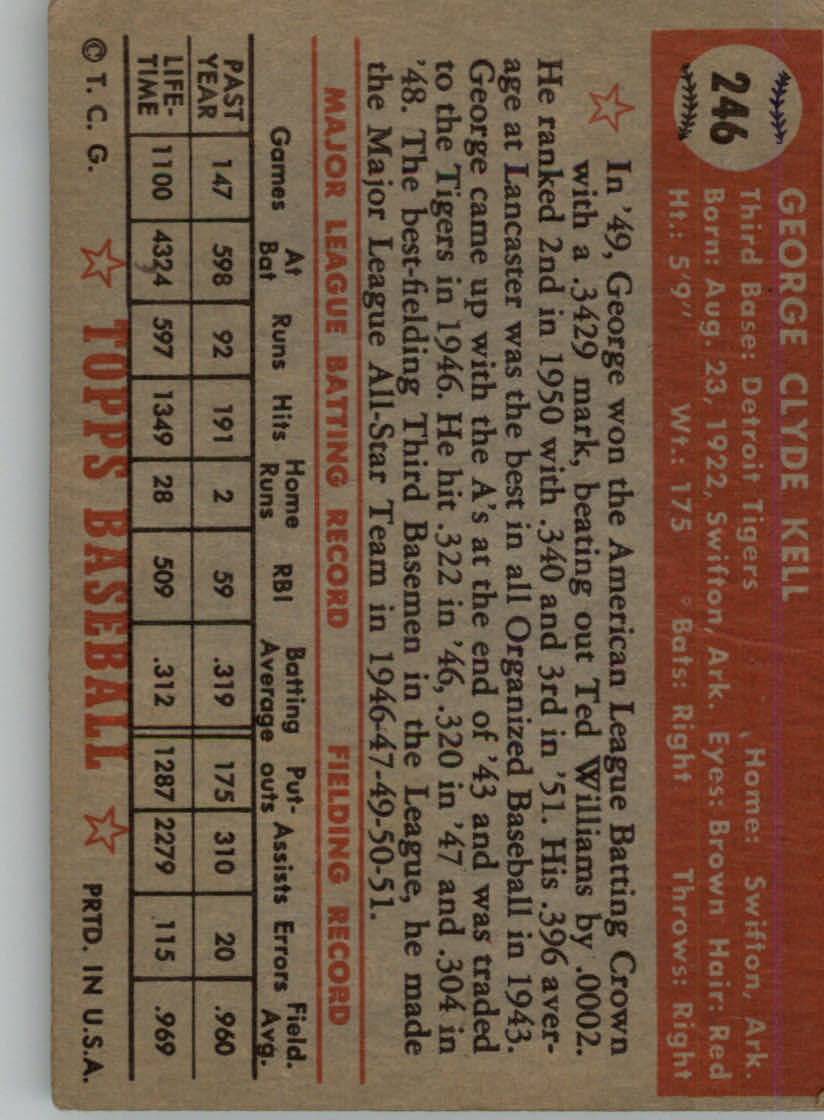 246
GEORGE CLYDE KELL
Third Base: Detroit Tigers Home: Swifton, Ark.
Born: Aug. 23, 1922, Swifton, Ark. Eyes: Brown Hair: Red
Ht.: 5'9" Wt.: 175 Bats: Right Throws: Right
In '49, George won the American League Batting Crown
with a .3429 mark, beating out Ted Williams by .0002.
He ranked 2nd in 1950 with .340 and 3rd in '51. His .396 aver-
age at Lancaster was the best in all Organized Baseball in 1943.
George came up with the A's at the end of '43 and was traded
to the Tigers in 1946. He hit .322 in '46, .320 in '47 and .304 in
'48. The best-fielding Third Basemen in the League, he made
the Major League All-Star Team in 1946-47-49-50-51.
MAJOR LEAGUE BATTING RECORD FIELDING RECORD
Games At Bat Runs Hits Home Runs RBI Batting Average Put-outs Assists Errors Field. Avg.
PAST YEAR 147 598 92 191 2 59 .319 175 310 20 .960
LIFE-TIME 1100 4324 597 1349 28 509 .312 1287 2279 115 .969
© T. C. G. TOPPS BASEBALL PRTD. IN U.S.A.